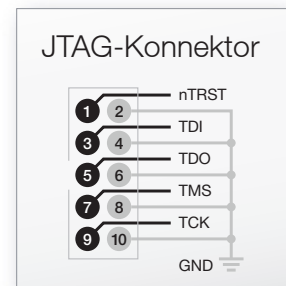 JTAG-Konnektor
nTRST
1 2
TDI
3 4
TDO
5 6
TMS
7 8
TCK
9 10
GND